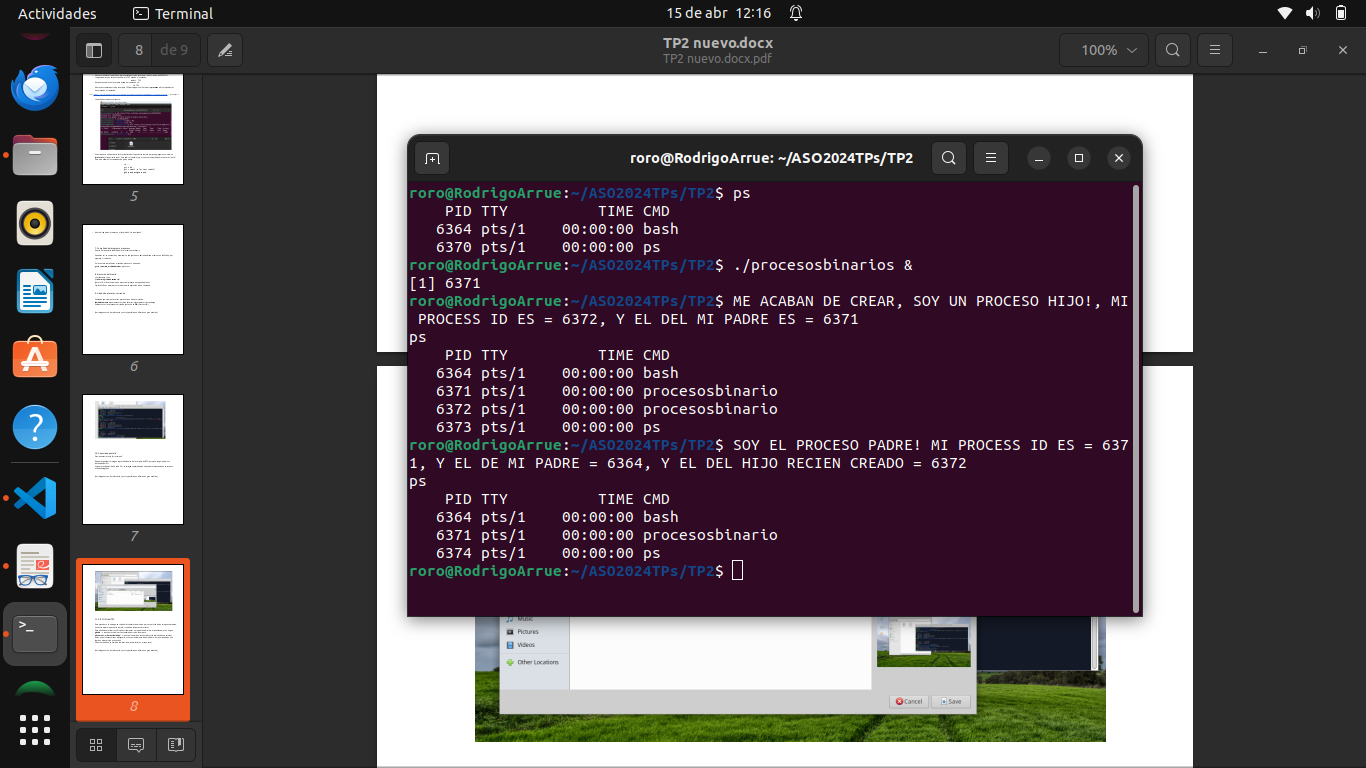 Actividades
Terminal
15 de abr 12:16
8 de 9
TP2 nuevo.docx
TP2 nuevo.docx.pdf
100%
5
6
7
8
roro@RodrigoArrue: ~/ASO2024TPs/TP2
roro@RodrigoArrue:~/ASO2024TPs/TP2$ ps
PID TTY TIME CMD
6364 pts/1 00:00:00 bash
6370 pts/1 00:00:00 ps
roro@RodrigoArrue:~/ASO2024TPs/TP2$ ./procesosbinarios &
[1] 6371
roro@RodrigoArrue:~/ASO2024TPs/TP2$ ME ACABAN DE CREAR, SOY UN PROCESO HIJO!, MI
PROCESS ID ES = 6372, Y EL DEL MI PADRE ES = 6371
ps
PID TTY TIME CMD
6364 pts/1 00:00:00 bash
6371 pts/1 00:00:00 procesosbinario
6372 pts/1 00:00:00 procesosbinario
6373 pts/1 00:00:00 ps
roro@RodrigoArrue:~/ASO2024TPs/TP2$ SOY EL PROCESO PADRE! MI PROCESS ID ES = 637
1, Y EL DE MI PADRE = 6364, Y EL DEL HIJO RECIEN CREADO = 6372
ps
PID TTY TIME CMD
6364 pts/1 00:00:00 bash
6371 pts/1 00:00:00 procesosbinario
6374 pts/1 00:00:00 ps
roro@RodrigoArrue:~/ASO2024TPs/TP2$
Music
Pictures
Videos
Other Locations
Cancel
Save